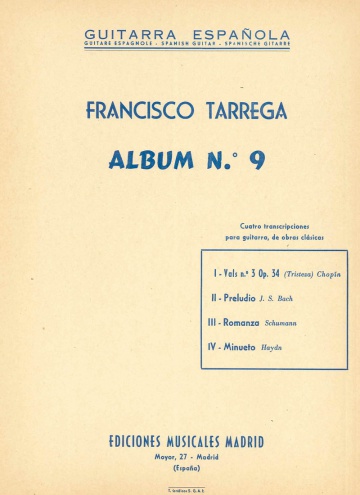 GUITARRA ESPAÑOLA
GUITARE ESPAGNOLE - SPANISH GUITAR - SPANISCHE GITARRE
FRANCISCO TARREGA
ALBUM N.º 9
Cuatro transcripciones
para guitarra, de obras clásicas
I - Vals n.º 3 Op. 34 (Tristesa) Chopin
II - Preludio J. S. Bach
III - Romanza Schumann
IV - Minueto Haydn
EDICIONES MUSICALES MADRID
Mayor, 27 - Madrid
(España)